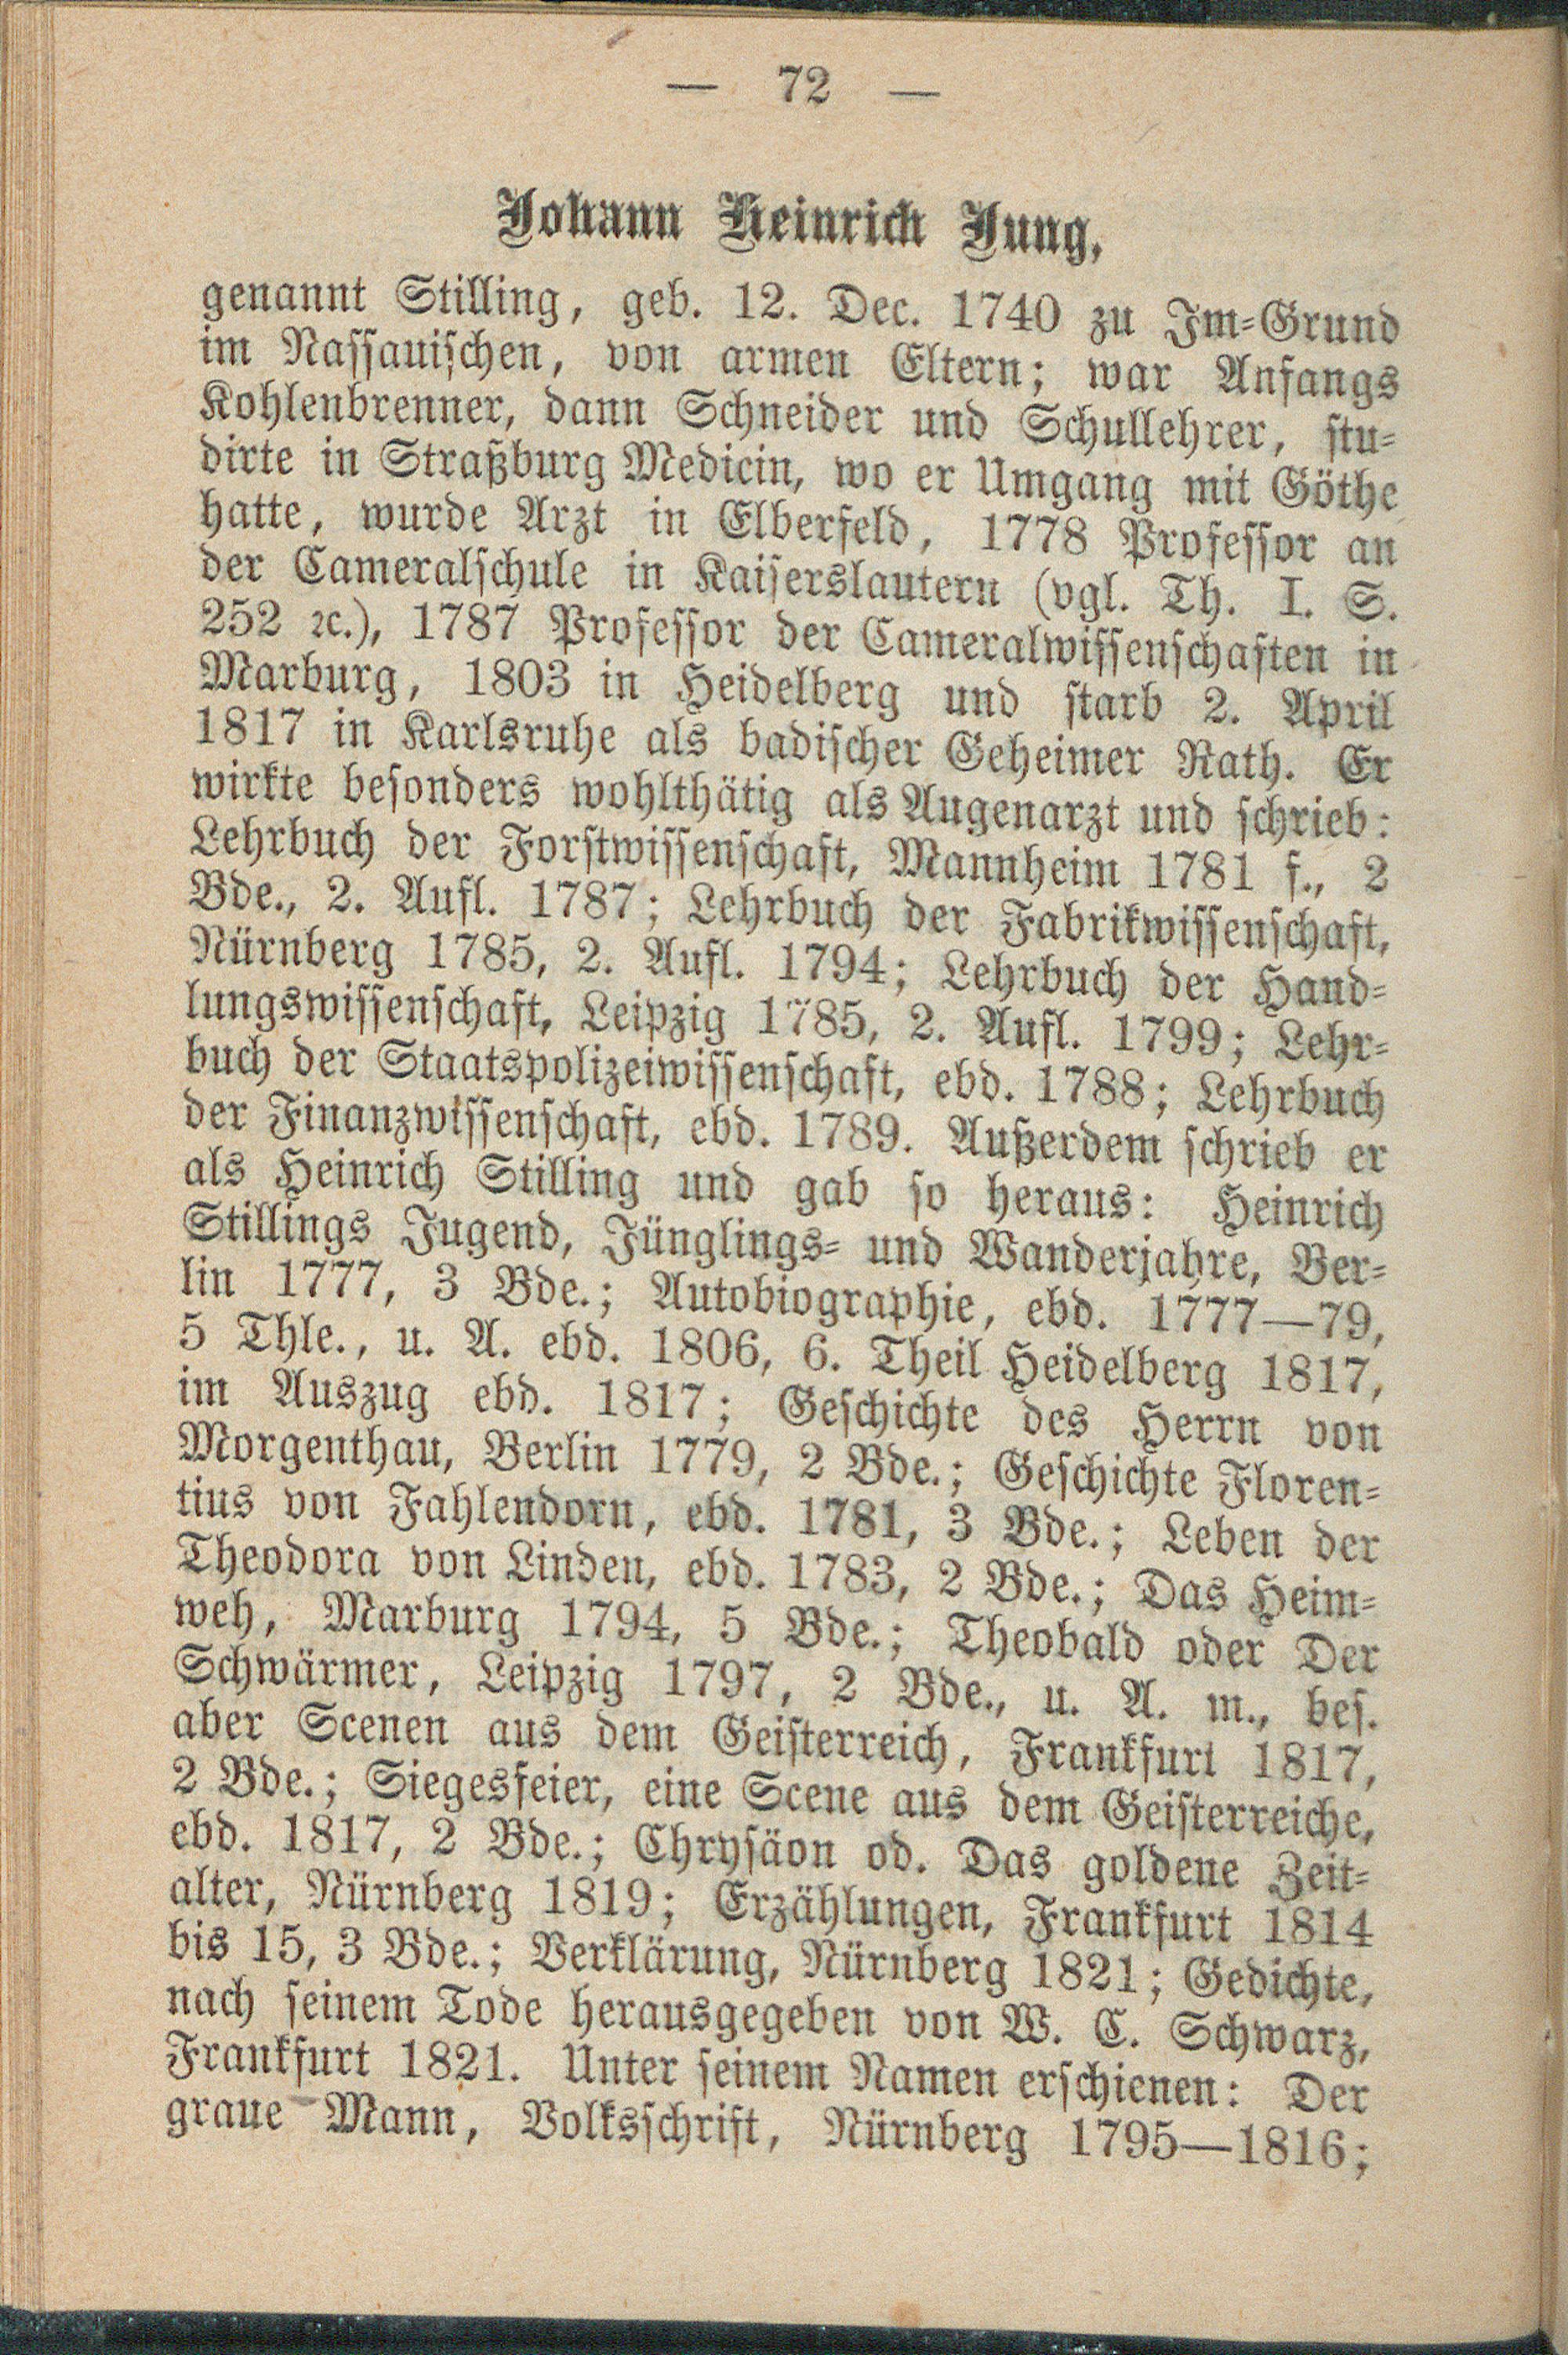 — 72 —
Johann Heinrich Jung,
genannt Stilling, geb. 12. Dec. 1740 zu Im-Grund
im Nassauischen, von armen Eltern; war Anfangs
Kohlenbrenner, dann Schneider und Schullehrer, stu-
dirte in Straßburg Medicin, wo er Umgang mit Göthe
hatte, wurde Arzt in Elberfeld, 1778 Professor an
der Cameralschule in Kaiserslautern (vgl. Th. I. S.
252 ꝛc.), 1787 Professor der Cameralwissenschaften in
Marburg, 1803 in Heidelberg und starb 2. April
1817 in Karlsruhe als badischer Geheimer Rath. Er
wirkte besonders wohlthätig als Augenarzt und schrieb:
Lehrbuch der Forstwissenschaft, Mannheim 1781 f., 2
Bde., 2. Aufl. 1787; Lehrbuch der Fabrikwissenschaft,
Nürnberg 1785, 2. Aufl. 1794; Lehrbuch der Hand-
lungswissenschaft, Leipzig 1785, 2. Aufl. 1799; Lehr-
buch der Staatspolizeiwissenschaft, ebd. 1788; Lehrbuch
der Finanzwissenschaft, ebd. 1789. Außerdem schrieb er
als Heinrich Stilling und gab so heraus: Heinrich
Stillings Jugend, Jünglings- und Wanderjahre, Ber-
lin 1777, 3 Bde.; Autobiographie, ebd. 1777—79,
5 Thle., u. A. ebd. 1806, 6. Theil Heidelberg 1817,
im Auszug ebd. 1817; Geschichte des Herrn von
Morgenthau, Berlin 1779, 2 Bde.; Geschichte Floren-
tius von Fahlendorn, ebd. 1781, 3 Bde.; Leben der
Theodora von Linden, ebd. 1783, 2 Bde.; Das Heim-
weh, Marburg 1794, 5 Bde.; Theobald oder Der
Schwärmer, Leipzig 1797, 2 Bde., u. A. m., bes.
aber Scenen aus dem Geisterreich, Frankfurt 1817,
2 Bde.; Siegesfeier, eine Scene aus dem Geisterreiche,
ebd. 1817, 2 Bde.; Chrysäon od. Das goldene Zeit-
alter, Nürnberg 1819; Erzählungen, Frankfurt 1814
bis 15, 3 Bde.; Verklärung, Nürnberg 1821; Gedichte,
nach seinem Tode herausgegeben von W. C. Schwarz,
Frankfurt 1821. Unter seinem Namen erschienen: Der
graue Mann, Volksschrift, Nürnberg 1795—1816;